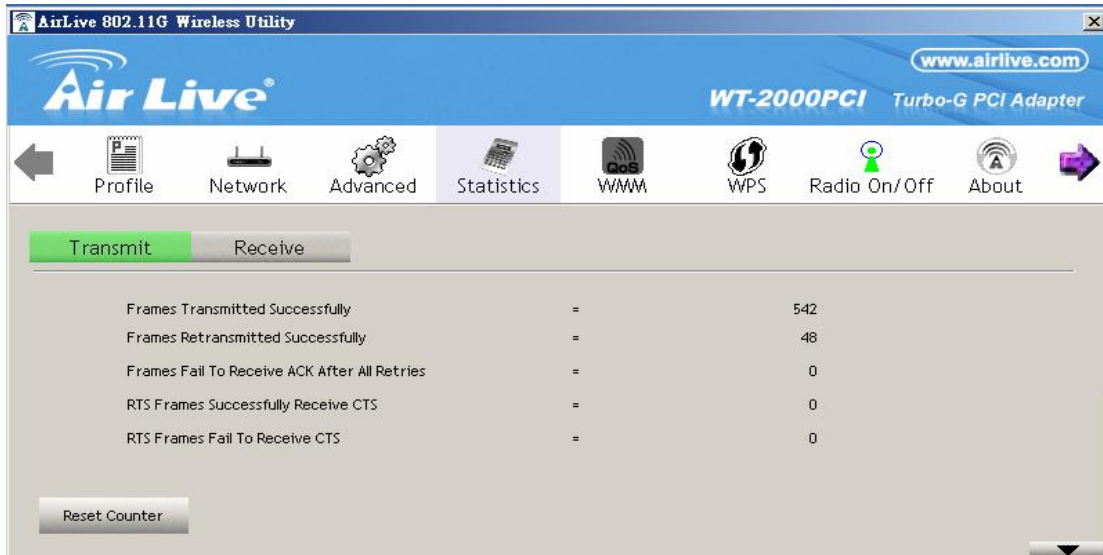 AirLive 802.11G Wireless Utility
www.airlive.com
Air Live®
WT-2000PCI Turbo-G PCI Adapter
Profile Network Advanced Statistics QoS WMM WPS Radio On/Off About
Transmit Receive
Frames Transmitted Successfully = 542
Frames Retransmitted Successfully = 48
Frames Fail To Receive ACK After All Retries = 0
RTS Frames Successfully Receive CTS = 0
RTS Frames Fail To Receive CTS = 0
Reset Counter